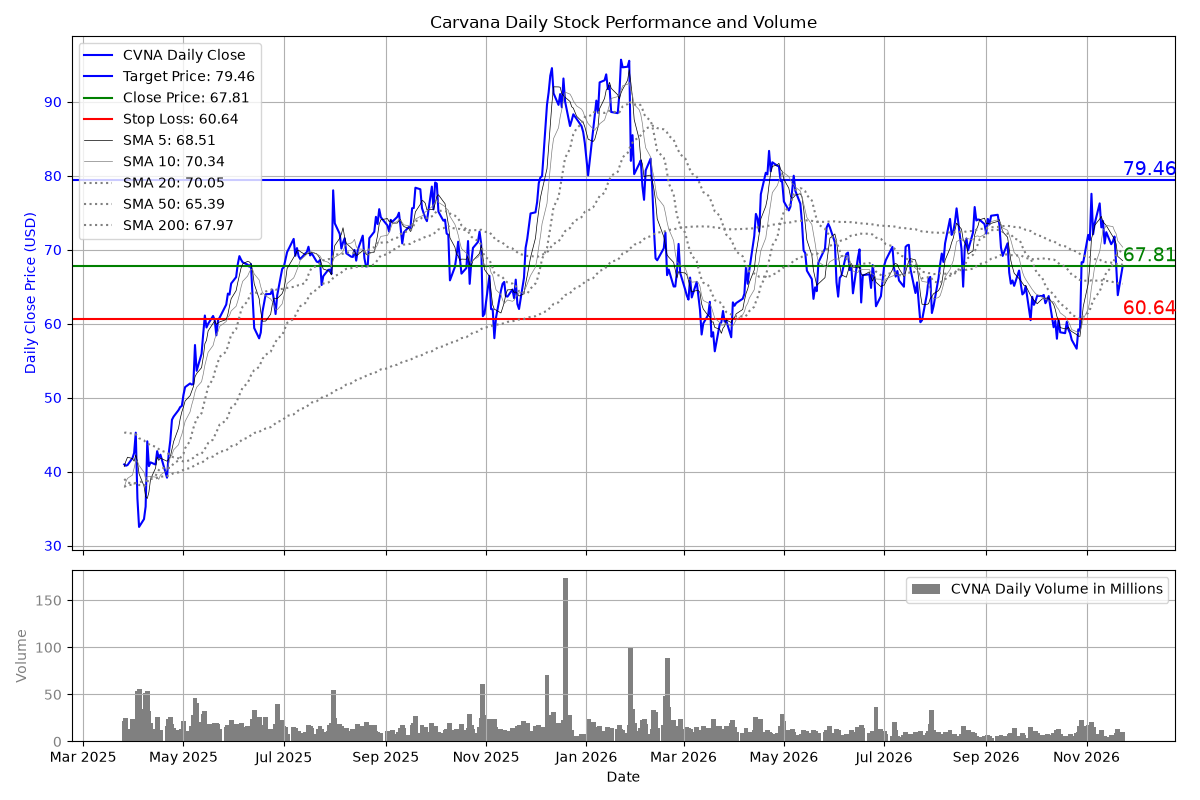 Carvana Daily Stock Performance and Volume
CVNA Daily Close
Target Price: 79.46
Close Price: 67.81
Stop Loss: 60.64
SMA 5: 68.51
SMA 10: 70.34
SMA 20: 70.05
SMA 50: 65.39
SMA 200: 67.97
Daily Close Price (USD)
90
80
70
60
50
40
30
79.46
67.81
60.64
CVNA Daily Volume in Millions
Volume
150
100
50
0
Mar 2025 May 2025 Jul 2025 Sep 2025 Nov 2025 Jan 2026 Mar 2026 May 2026 Jul 2026 Sep 2026 Nov 2026
Date